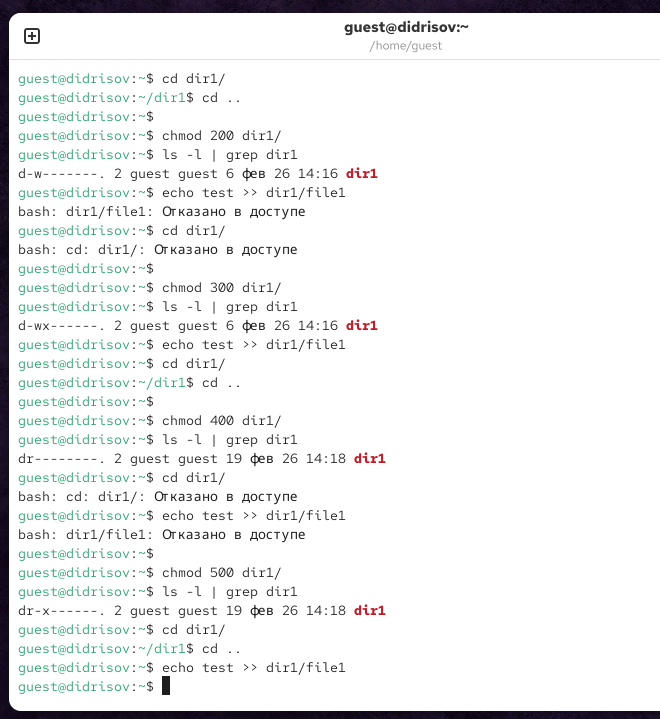 guest@didrisov:~
/home/guest
guest@didrisov:~$ cd dir1/
guest@didrisov:~/dir1$ cd ..
guest@didrisov:~$
guest@didrisov:~$ chmod 200 dir1/
guest@didrisov:~$ ls -l | grep dir1
d-w-------. 2 guest guest 6 фев 26 14:16 dir1
guest@didrisov:~$ echo test >> dir1/file1
bash: dir1/file1: Отказано в доступе
guest@didrisov:~$ cd dir1/
bash: cd: dir1/: Отказано в доступе
guest@didrisov:~$
guest@didrisov:~$ chmod 300 dir1/
guest@didrisov:~$ ls -l | grep dir1
d-wx------. 2 guest guest 6 фев 26 14:16 dir1
guest@didrisov:~$ echo test >> dir1/file1
guest@didrisov:~$ cd dir1/
guest@didrisov:~/dir1$ cd ..
guest@didrisov:~$
guest@didrisov:~$ chmod 400 dir1/
guest@didrisov:~$ ls -l | grep dir1
dr--------. 2 guest guest 19 фев 26 14:18 dir1
guest@didrisov:~$ cd dir1/
bash: cd: dir1/: Отказано в доступе
guest@didrisov:~$ echo test >> dir1/file1
bash: dir1/file1: Отказано в доступе
guest@didrisov:~$
guest@didrisov:~$ chmod 500 dir1/
guest@didrisov:~$ ls -l | grep dir1
dr-x------. 2 guest guest 19 фев 26 14:18 dir1
guest@didrisov:~$ cd dir1/
guest@didrisov:~/dir1$ cd ..
guest@didrisov:~$ echo test >> dir1/file1
guest@didrisov:~$